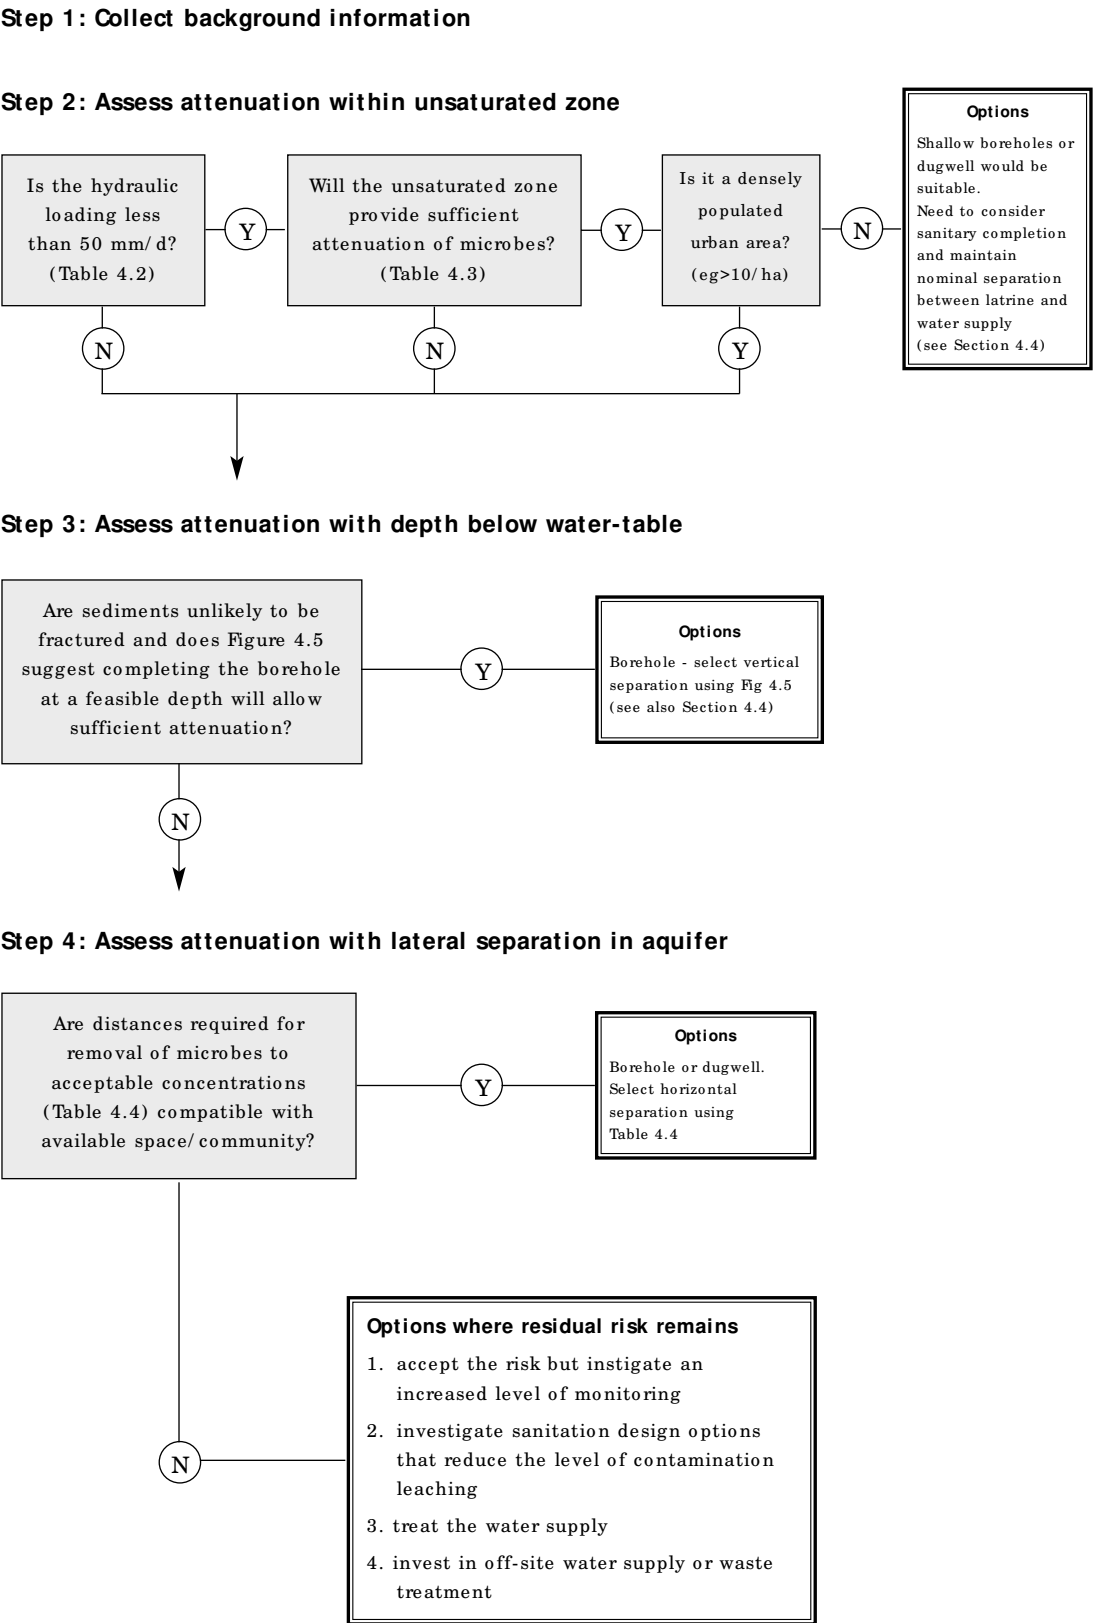 Step 1: Collect background information
Step 2: Assess attenuation within unsaturated zone
Is the hydraulic
loading less
than 50 mm/d?
(Table 4.2)
Y
Will the unsaturated zone
provide sufficient
attenuation of microbes?
(Table 4.3)
Y
Is it a densely
populated
urban area?
(eg>10/ha)
N
Options
Shallow boreholes or
dugwell would be
suitable.
Need to consider
sanitary completion
and maintain
nominal separation
between latrine and
water supply
(see Section 4.4)
N
N
Y
Step 3: Assess attenuation with depth below water-table
Are sediments unlikely to be
fractured and does Figure 4.5
suggest completing the borehole
at a feasible depth will allow
sufficient attenuation?
Y
Options
Borehole - select vertical
separation using Fig 4.5
(see also Section 4.4)
N
Step 4: Assess attenuation with lateral separation in aquifer
Are distances required for
removal of microbes to
acceptable concentrations
(Table 4.4) compatible with
available space/community?
Y
Options
Borehole or dugwell.
Select horizontal
separation using
Table 4.4
N
Options where residual risk remains
1. accept the risk but instigate an
increased level of monitoring
2. investigate sanitation design options
that reduce the level of contamination
leaching
3. treat the water supply
4. invest in off-site water supply or waste
treatment